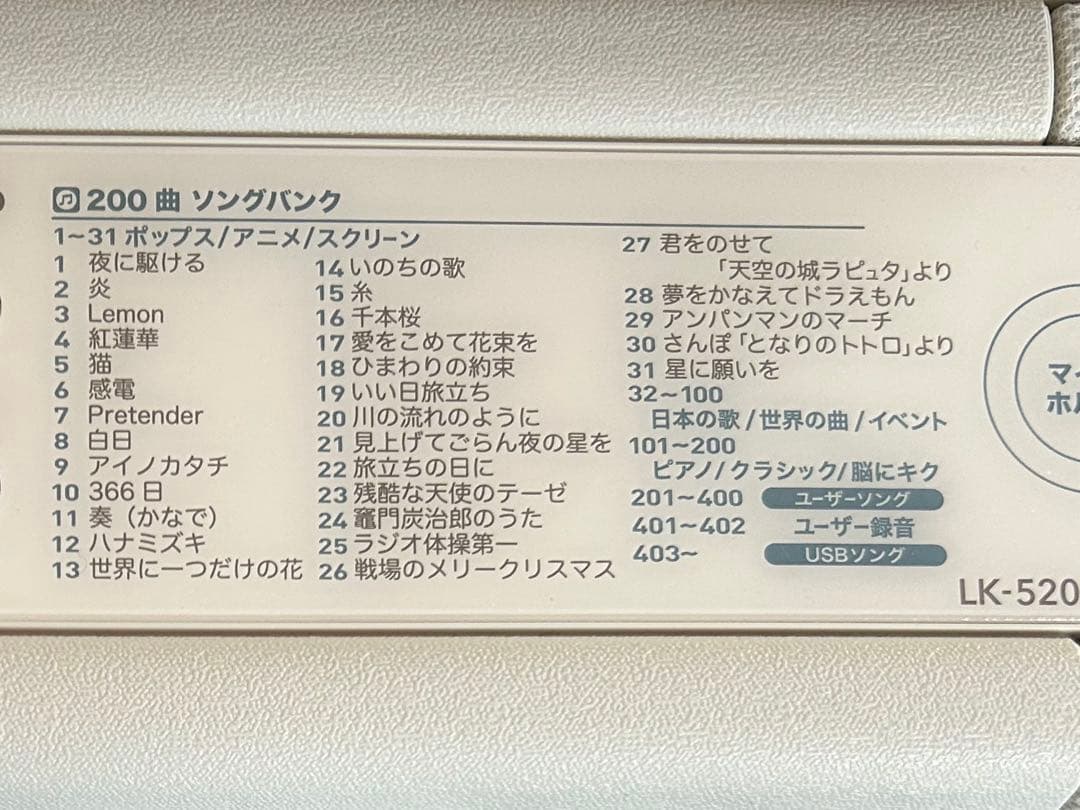 200 曲 ソングバンク
1~31 ポップス/アニメ/スクリーン
1 夜に駆ける
2 炎
3 Lemon
4 紅蓮華
5 猫
6 感電
7 Pretender
8 白日
9 アイノカタチ
10 366日
11 奏（かなで）
12 ハナミズキ
13 世界に一つだけの花
14 いのちの歌
15 糸
16 千本桜
17 愛をこめて花束を
18 ひまわりの約束
19 いい日旅立ち
20 川の流れのように
21 見上げてごらん夜の星を
22 旅立ちの日に
23 残酷な天使のテーゼ
24 竈門炭治郎のうた
25 ラジオ体操第一
26 戦場のメリークリスマス
27 君をのせて
「天空の城ラピュタ」より
28 夢をかなえてドラえもん
29 アンパンマンのマーチ
30 さんぽ「となりのトトロ」より
31 星に願いを
32~100
日本の歌/世界の曲/イベント
101~200
ピアノ/クラシック/脳にキク
201~400 ユーザーソング
401~402 ユーザー録音
403~ USBソング
LK-520